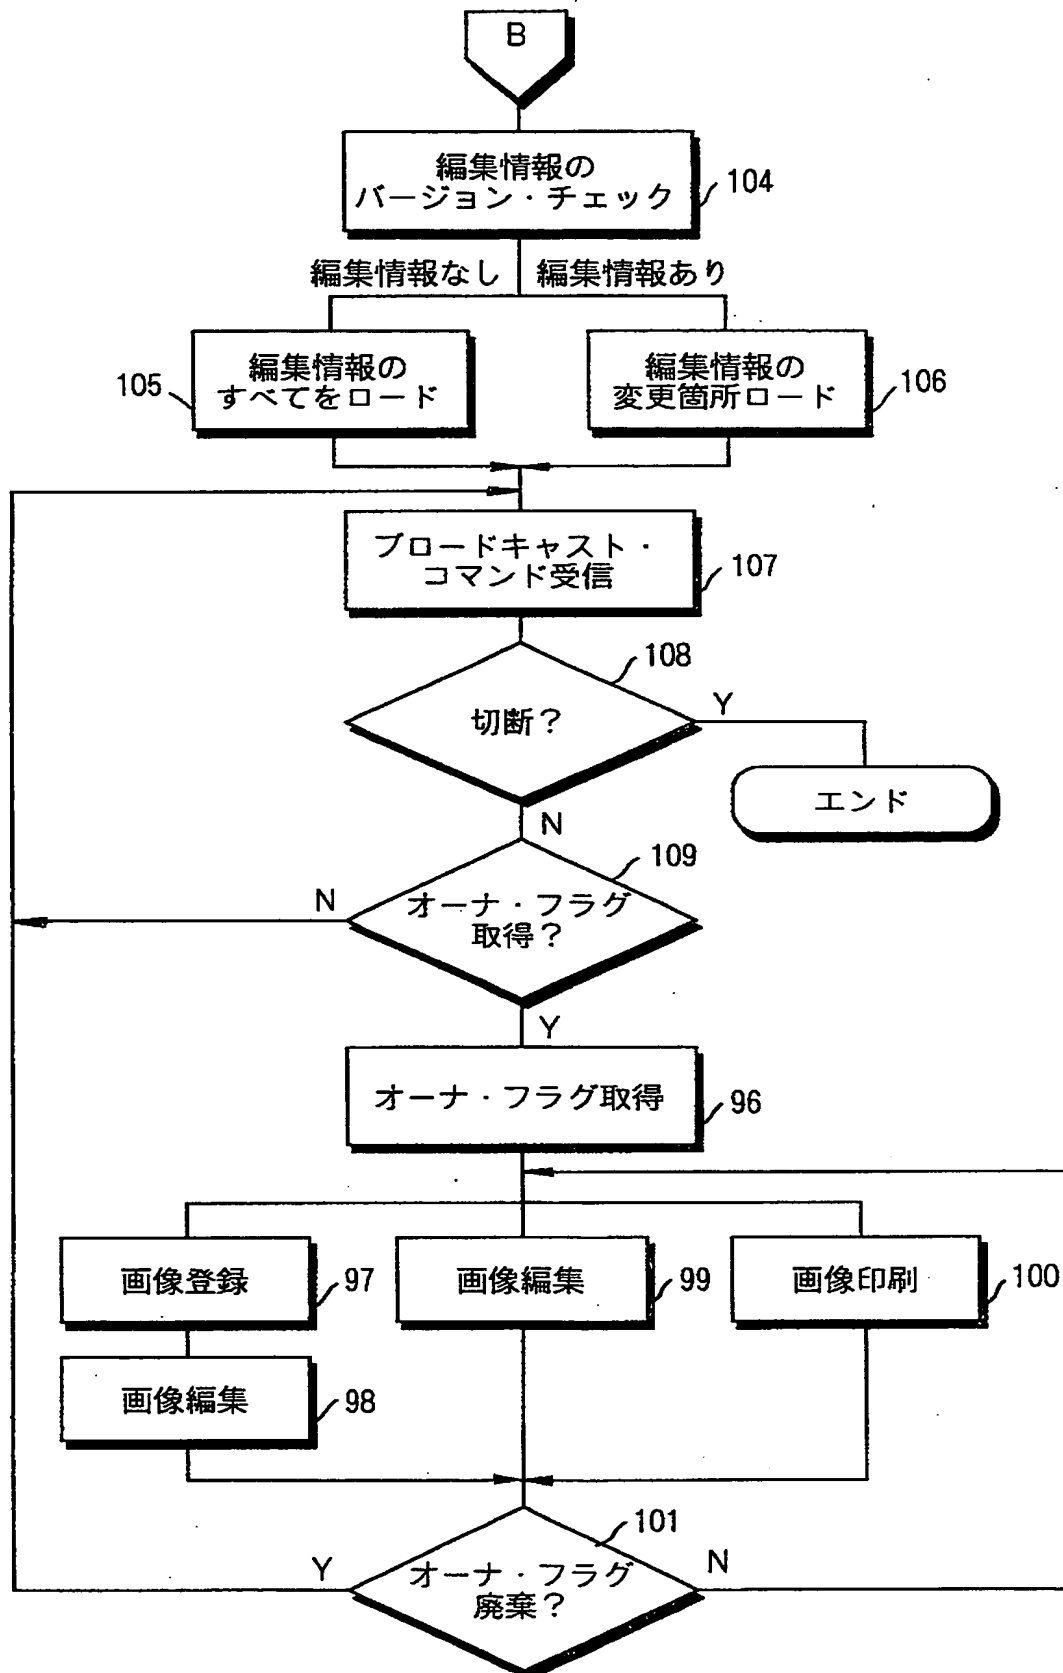 B
編集情報の
バージョン・チェック
104
編集情報なし
編集情報あり
編集情報の
すべてをロード
105
編集情報の
変更箇所ロード
106
ブロードキャスト・
コマンド受信
107
切断?
108
Y
エンド
N
オーナ・フラグ
取得?
109
N
Y
オーナ・フラグ取得
96
画像登録
97
画像編集
99
画像印刷
100
画像編集
98
オーナ・フラグ
廃棄?
101
Y
N